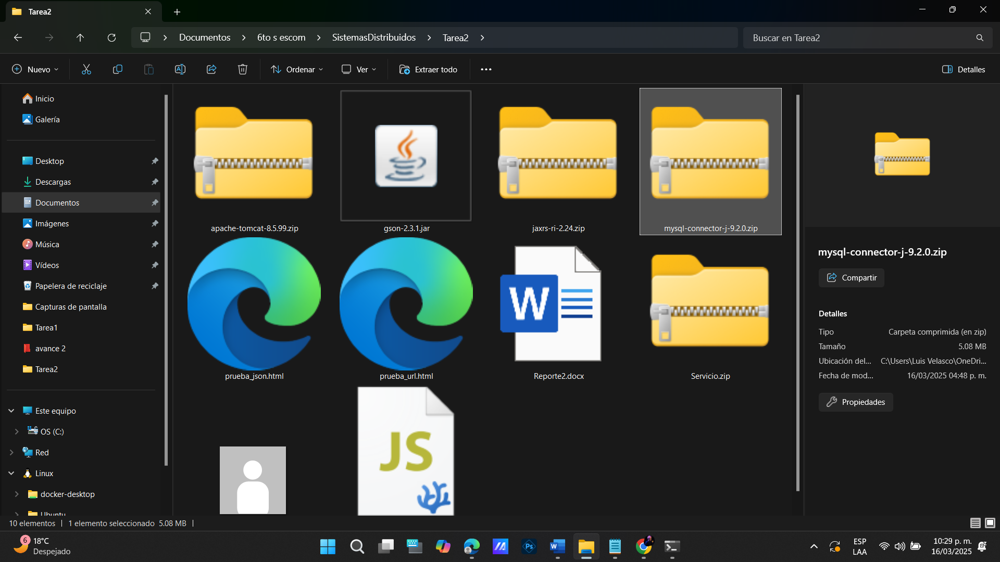 Tarea2
Documentos
6to s escom
SistemasDistribuidos
Tarea2
Buscar en Tarea2
Nuevo
Ordenar
Ver
Extraer todo
Detalles
Inicio
Galería
Desktop
Descargas
Documentos
Imágenes
Música
Vídeos
Papelera de reciclaje
Capturas de pantalla
Tarea1
avance 2
Tarea2
Este equipo
OS (C:)
Red
Linux
docker-desktop
Ubuntu
apache-tomcat-8.5.99.zip
gson-2.3.1.jar
jaxrs-ri-2.24.zip
mysql-connector-j-9.2.0.zip
W
prueba_json.html
prueba_url.html
Reporte2.docx
Servicio.zip
JS
mysql-connector-j-9.2.0.zip
Compartir
Detalles
Tipo Carpeta comprimida (en zip)
Tamaño 5.08 MB
Ubicación del... C:\Users\Luis Velasco\OneDri...
Fecha de mod... 16/03/2025 04:48 p. m.
Propiedades
10 elementos
1 elemento seleccionado 5.08 MB
6
18°C
Despejado
Ps
W
ESP
LAA
10:29 p. m.
16/03/2025